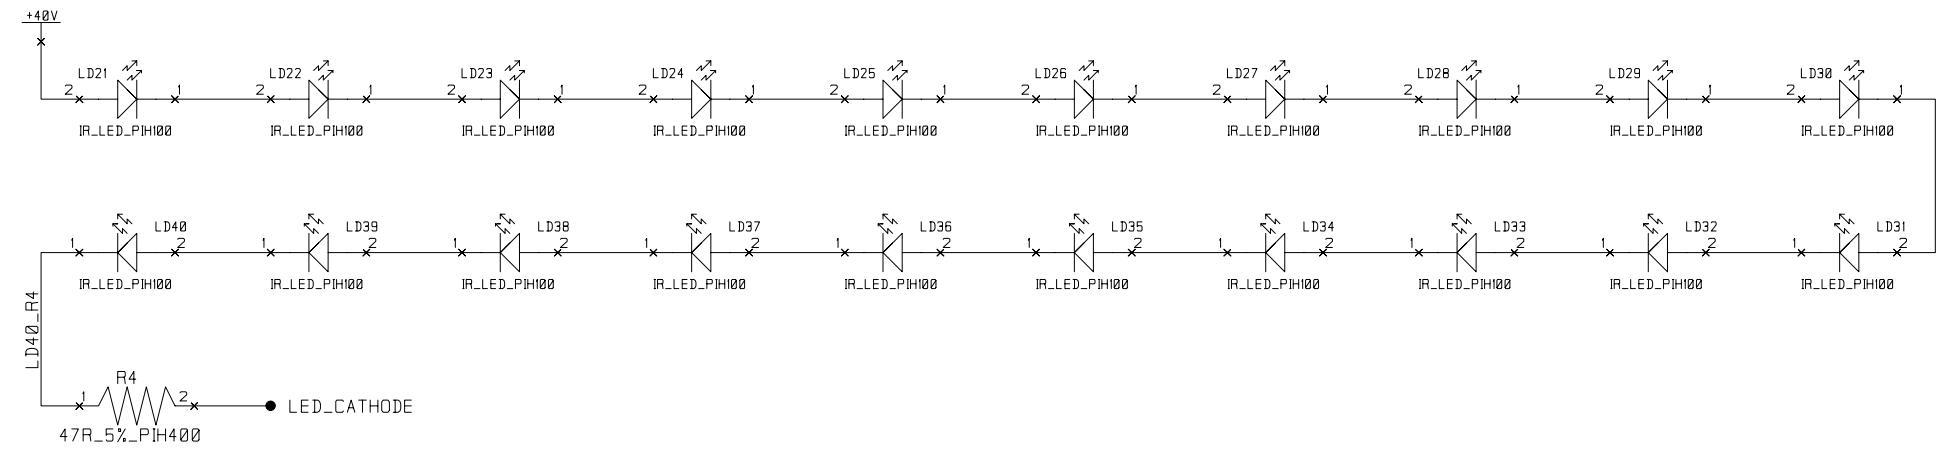 +40V
LD21 LD22 LD23 LD24 LD25 LD26 LD27 LD28 LD29 LD30
2 1 2 1 2 1 2 1 2 1 2 1 2 1 2 1 2 1 2 1
IR_LED_PIH100 IR_LED_PIH100 IR_LED_PIH100 IR_LED_PIH100 IR_LED_PIH100 IR_LED_PIH100 IR_LED_PIH100 IR_LED_PIH100 IR_LED_PIH100 IR_LED_PIH100
LD40 LD39 LD38 LD37 LD36 LD35 LD34 LD33 LD32 LD31
1 2 1 2 1 2 1 2 1 2 1 2 1 2 1 2 1 2 1 2
IR_LED_PIH100 IR_LED_PIH100 IR_LED_PIH100 IR_LED_PIH100 IR_LED_PIH100 IR_LED_PIH100 IR_LED_PIH100 IR_LED_PIH100 IR_LED_PIH100 IR_LED_PIH100
LD40_R4
R4
1 2
LED_CATHODE
47R_5%_PIH400